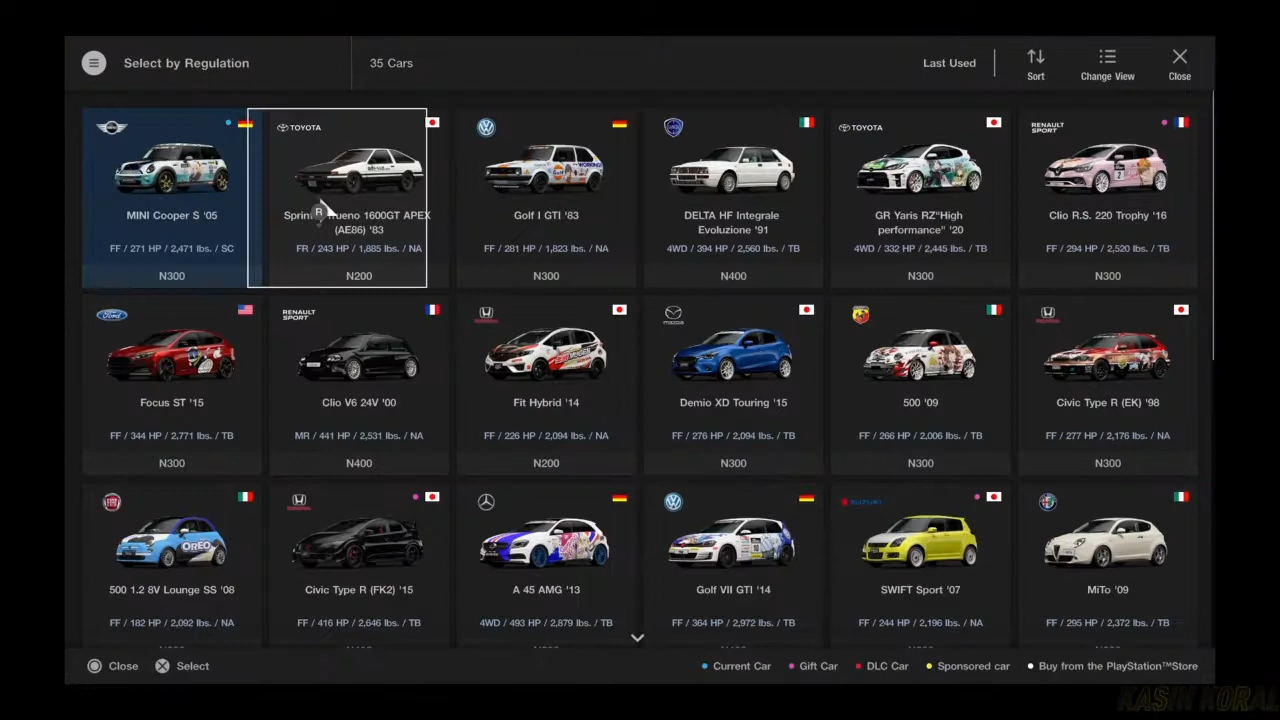 Select by Regulation
35 Cars
Last Used
Sort
Change View
Close
TOYOTA
TOYOTA
RENAULT SPORT
MINI Cooper S '05
FF / 271 HP / 2,471 lbs. / SC
N300
R
(AE86) '83
FR / 243 HP / 1,885 lbs. / NA
N200
Golf I GTI '83
FF / 281 HP / 1,823 lbs. / NA
N300
DELTA HF Integrale
Evoluzione '91
4WD / 394 HP / 2,560 lbs. / TB
N400
GR Yaris RZ"High
performance" '20
4WD / 332 HP / 2,445 lbs. / TB
N300
Clio R.S. 220 Trophy '16
FF / 294 HP / 2,520 lbs. / TB
N300
Ford
RENAULT SPORT
HONDA
mazda
HONDA
Focus ST '15
FF / 344 HP / 2,771 lbs. / TB
N300
Clio V6 24V '00
MR / 441 HP / 2,531 lbs. / NA
N400
Fit Hybrid '14
FF / 226 HP / 2,094 lbs. / NA
N200
Demio XD Touring '15
FF / 276 HP / 2,094 lbs. / TB
N300
500 '09
FF / 266 HP / 2,006 lbs. / TB
N300
Civic Type R (EK) '98
FF / 277 HP / 2,176 lbs. / NA
N300
FIAT
HONDA
SUZUKI
OREO
500 1.2 8V Lounge SS '08
FF / 182 HP / 2,092 lbs. / NA
Civic Type R (FK2) '15
FF / 416 HP / 2,646 lbs. / TB
A 45 AMG '13
4WD / 493 HP / 2,879 lbs. / TB
Golf VII GTI '14
FF / 364 HP / 2,972 lbs. / TB
SWIFT Sport '07
FF / 244 HP / 2,196 lbs. / NA
MiTo '09
FF / 295 HP / 2,372 lbs. / TB
Close
Select
Current Car
Gift Car
DLC Car
Sponsored car
Buy from the PlayStation™Store
KASIN KORAL